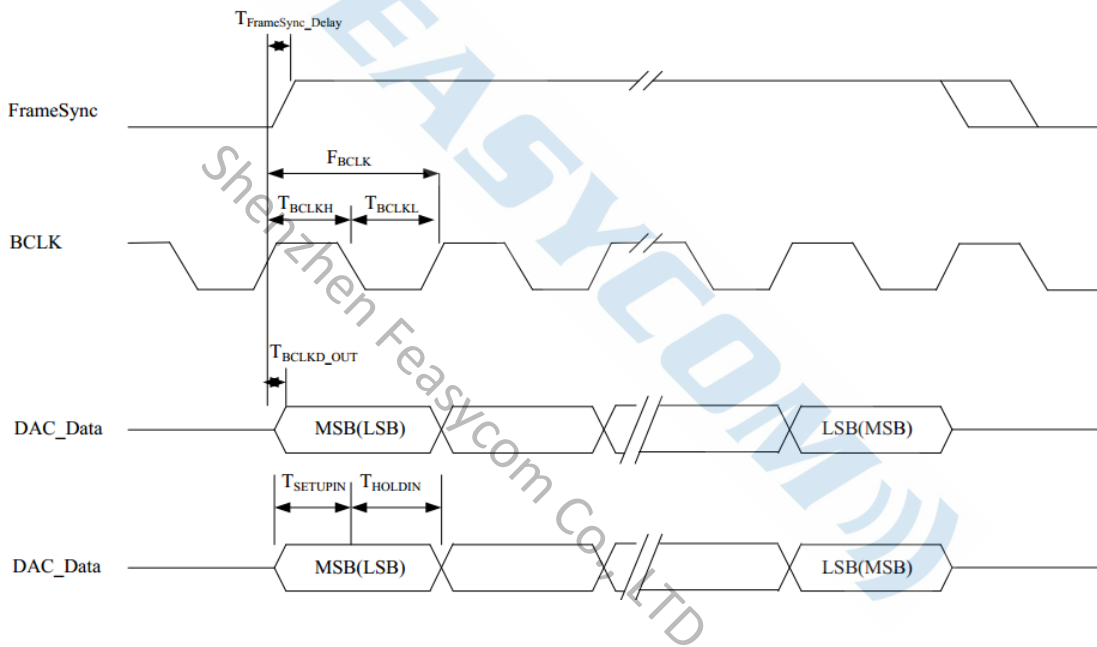 TFrameSync_Delay
FrameSync
FBCLK
TBCLKH
TBCLKL
BCLK
TBCLKD_OUT
DAC_Data
MSB(LSB)
LSB(MSB)
TSETUPIN
THOLDIN
DAC_Data
MSB(LSB)
LSB(MSB)
Shenzhen Feasycom Co., LTD
EASYCOM